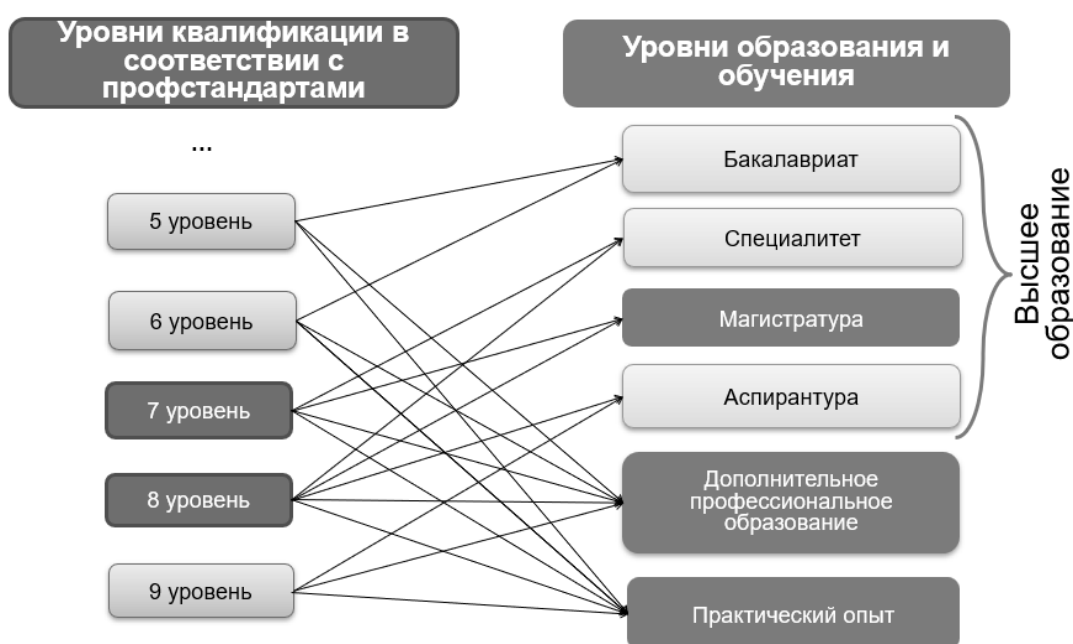 Уровни квалификации в
соответствии с
профстандартами
Уровни образования и
обучения
...
5 уровень
6 уровень
7 уровень
8 уровень
9 уровень
Бакалавриат
Специалитет
Магистратура
Аспирантура
Дополнительное
профессиональное
образование
Практический опыт
Высшее
образование